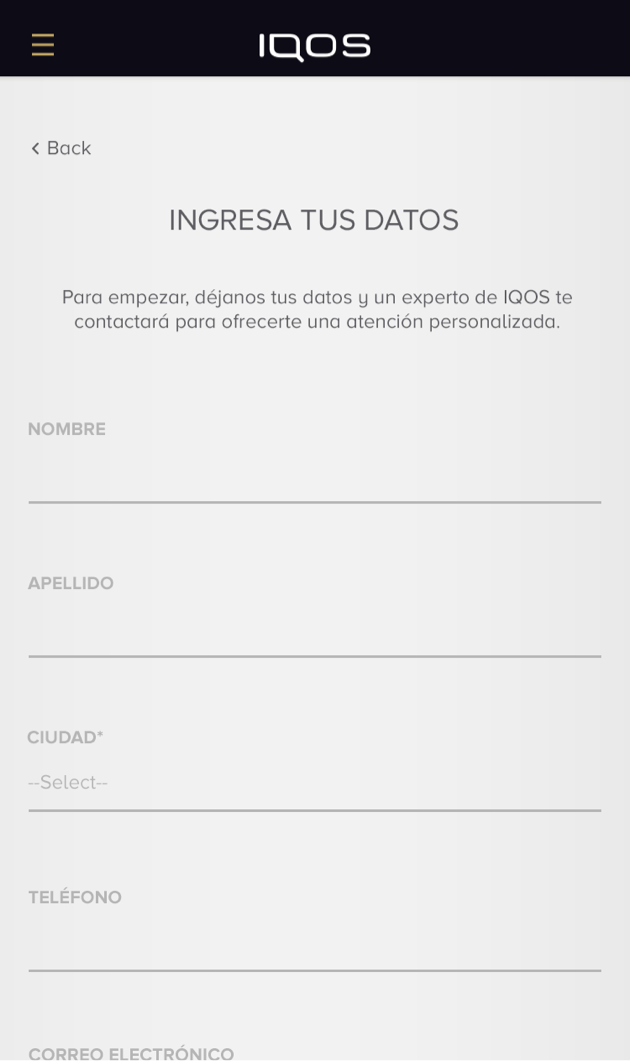 IQOS
Back
INGRESA TUS DATOS
Para empezar, déjanos tus datos y un experto de IQOS te
contactará para ofrecerte una atención personalizada.
NOMBRE
APELLIDO
CIUDAD*
--Select--
TELÉFONO
CORREO ELECTRÓNICO